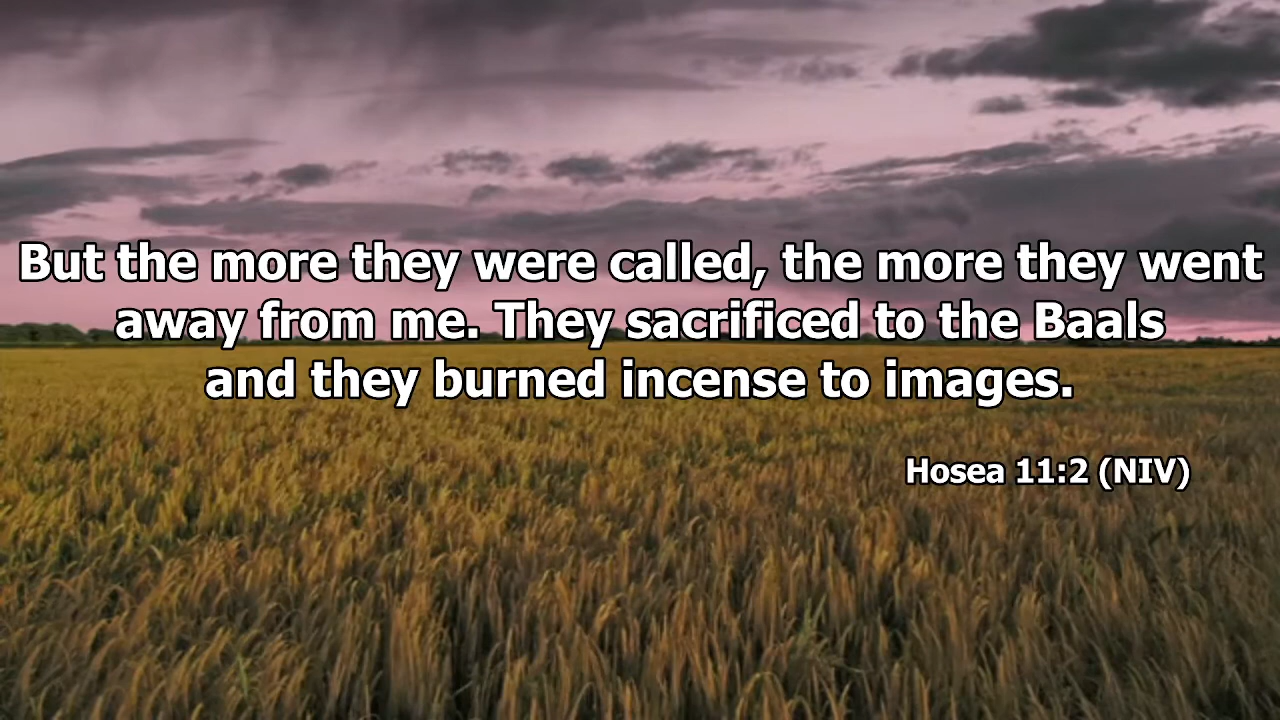 But the more they were called, the more they went
away from me. They sacrificed to the Baals
and they burned incense to images.
Hosea 11:2 (NIV)